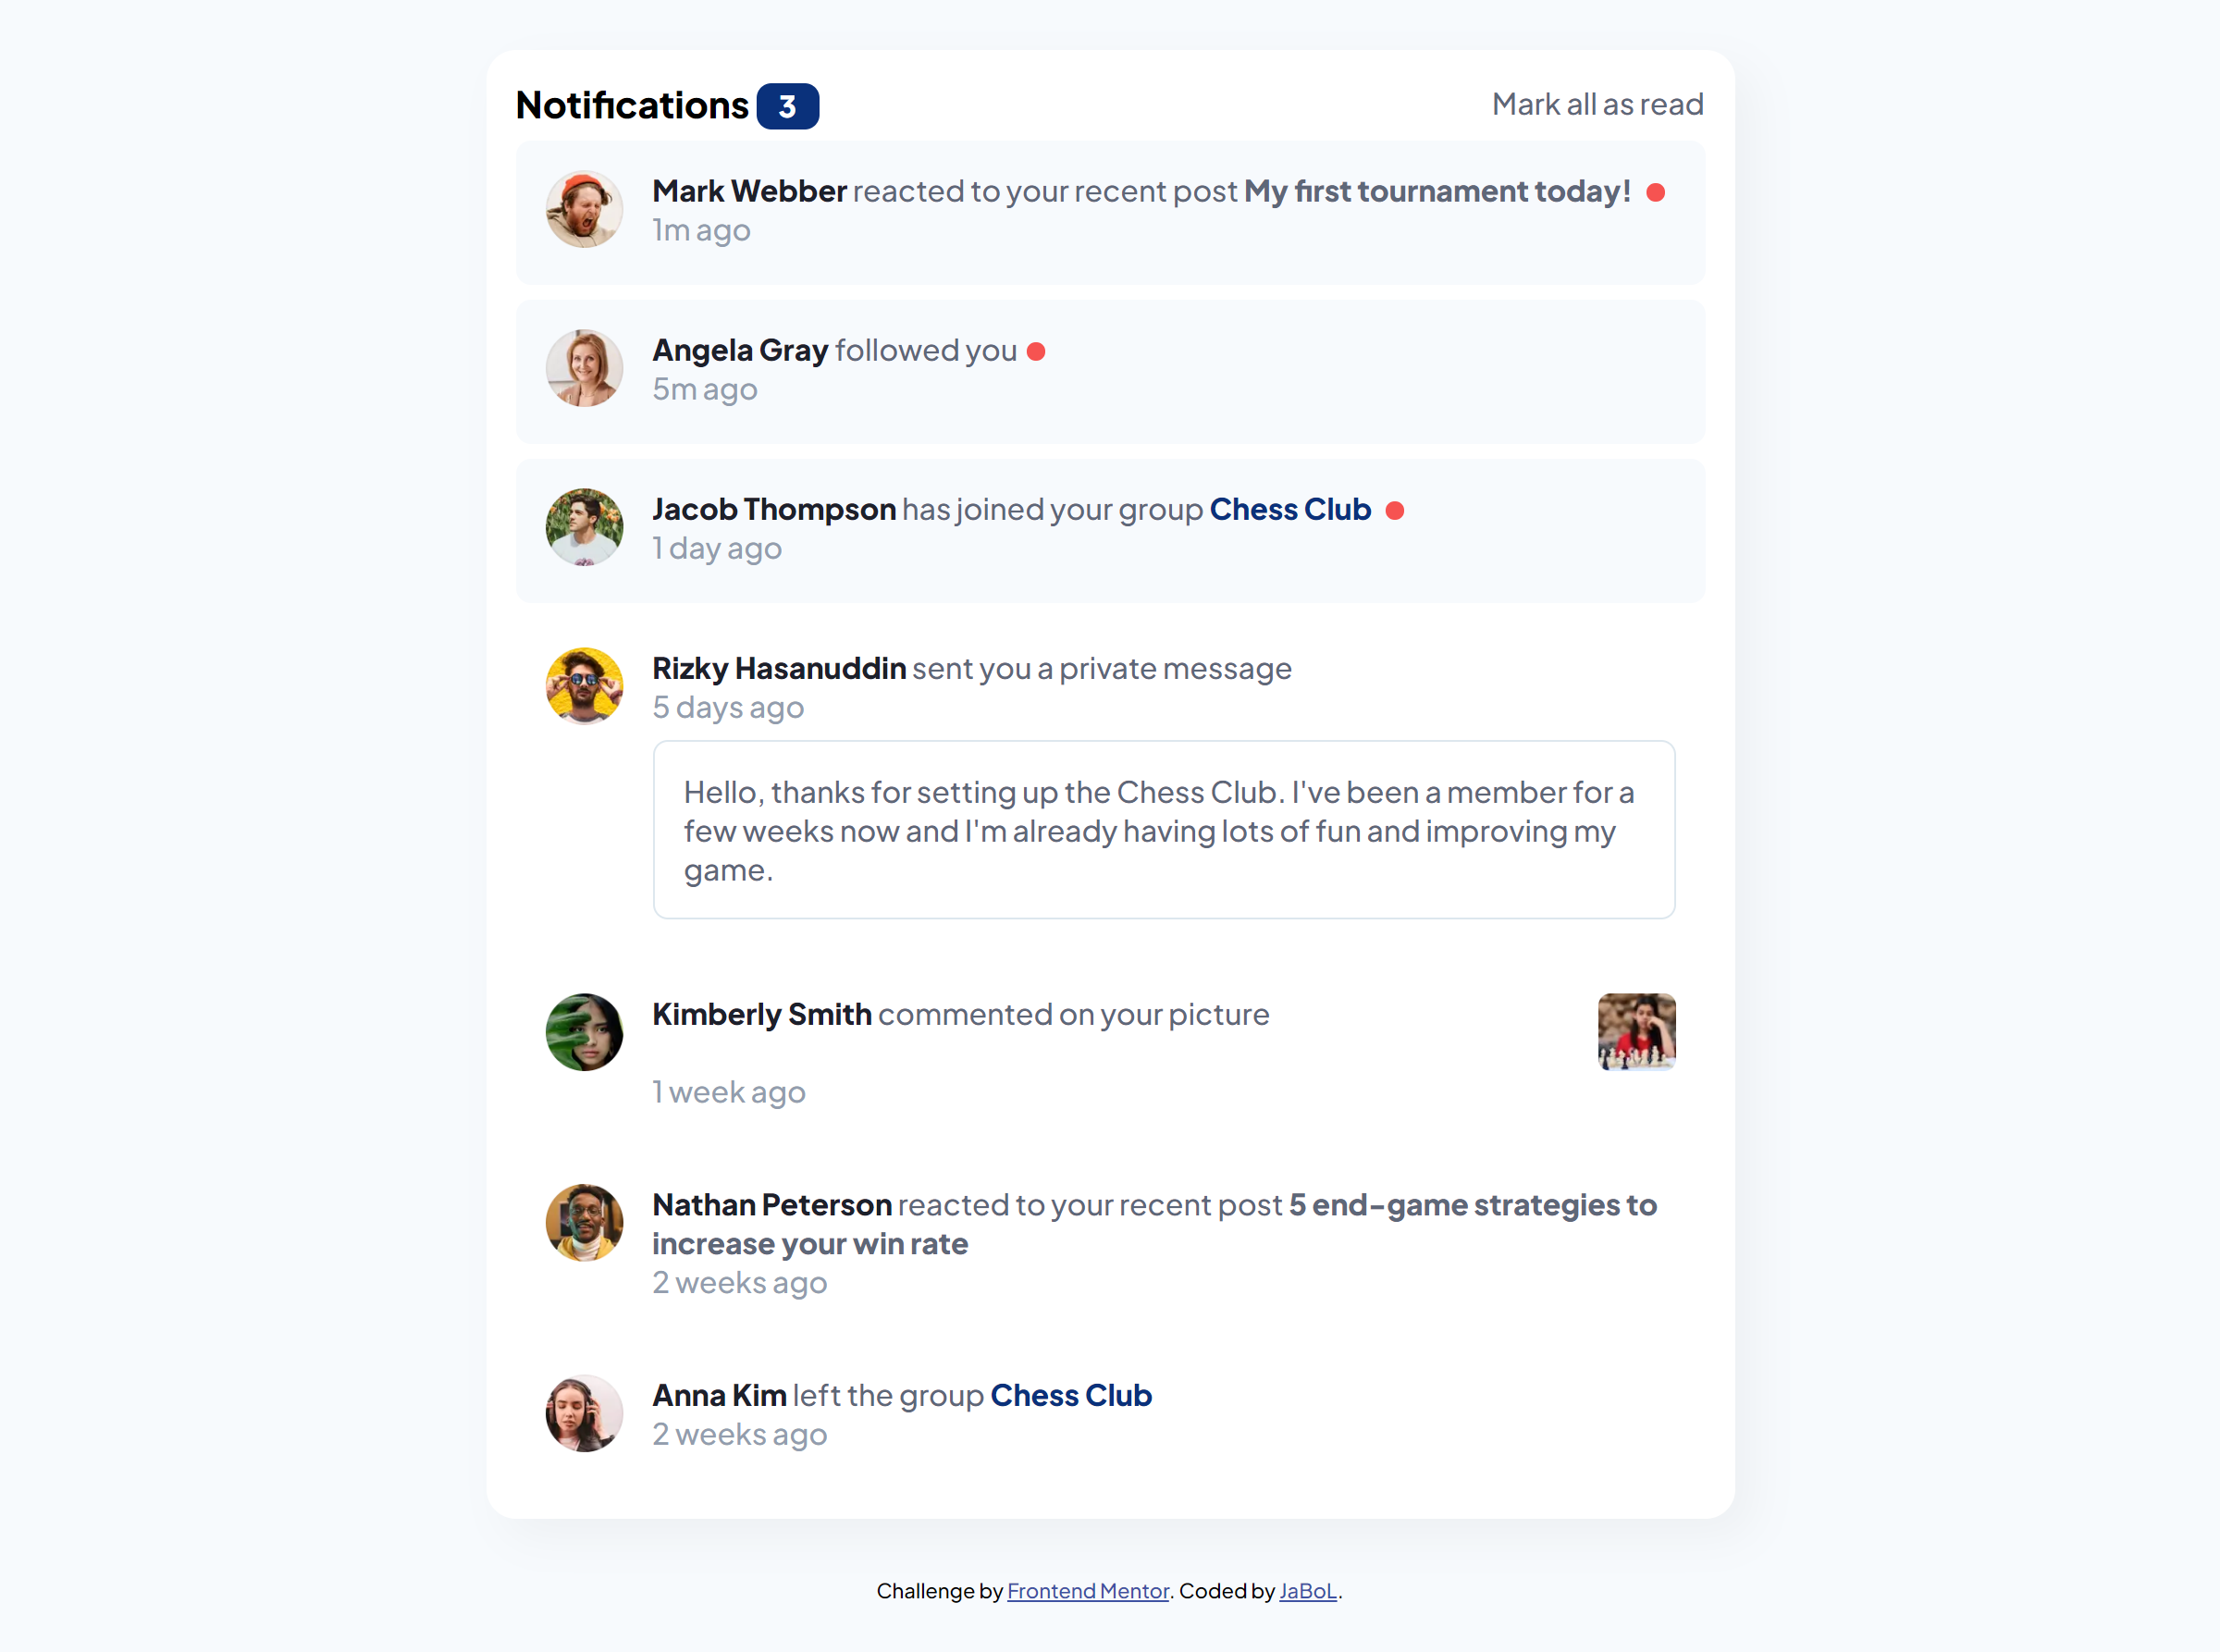 Notifications 3
Mark all as read
Mark Webber reacted to your recent post My first tournament today!
1m ago
Angela Gray followed you
5m ago
Jacob Thompson has joined your group Chess Club
1 day ago
Rizky Hasanuddin sent you a private message
5 days ago
Hello, thanks for setting up the Chess Club. I've been a member for a
few weeks now and I'm already having lots of fun and improving my
game.
Kimberly Smith commented on your picture
1 week ago
Nathan Peterson reacted to your recent post 5 end-game strategies to
increase your win rate
2 weeks ago
Anna Kim left the group Chess Club
2 weeks ago
Challenge by Frontend Mentor. Coded by JaBoL.